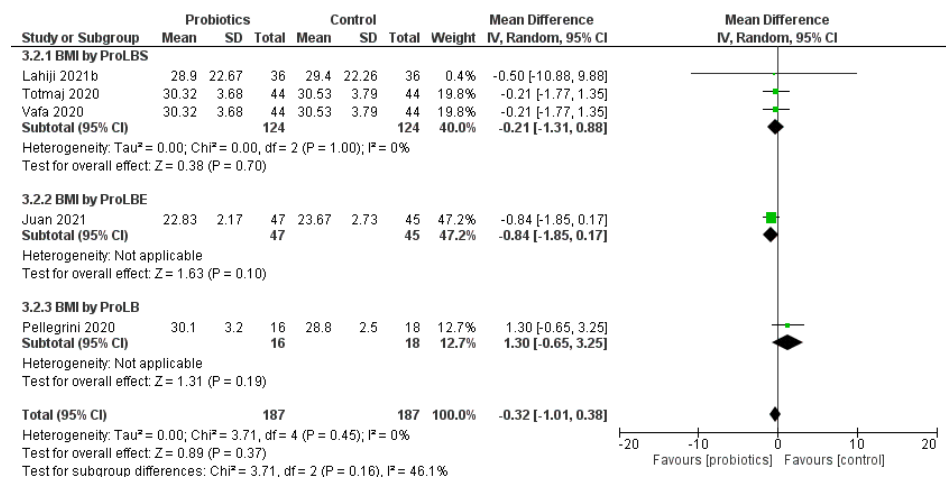 Probiotics Control Mean Difference Mean Difference
Study or Subgroup Mean SD Total Mean SD Total Weight IV, Random, 95% CI IV, Random, 95% CI
3.2.1 BMI by ProLBS
Lahiji 2021b 28.9 22.67 36 29.4 22.26 36 0.4% -0.50 [-10.88, 9.88]
Totmaj 2020 30.32 3.68 44 30.53 3.79 44 19.8% -0.21 [-1.77, 1.35]
Vafa 2020 30.32 3.68 44 30.53 3.79 44 19.8% -0.21 [-1.77, 1.35]
Subtotal (95% CI) 124 124 40.0% -0.21 [-1.31, 0.88]
Heterogeneity: Tau² = 0.00; Chi² = 0.00, df = 2 (P = 1.00); I² = 0%
Test for overall effect: Z = 0.38 (P = 0.70)
3.2.2 BMI by ProLBE
Juan 2021 22.83 2.17 47 23.67 2.73 45 47.2% -0.84 [-1.85, 0.17]
Subtotal (95% CI) 47 45 47.2% -0.84 [-1.85, 0.17]
Heterogeneity: Not applicable
Test for overall effect: Z = 1.63 (P = 0.10)
3.2.3 BMI by ProLB
Pellegrini 2020 30.1 3.2 16 28.8 2.5 18 12.7% 1.30 [-0.65, 3.25]
Subtotal (95% CI) 16 18 12.7% 1.30 [-0.65, 3.25]
Heterogeneity: Not applicable
Test for overall effect: Z = 1.31 (P = 0.19)
Total (95% CI) 187 187 100.0% -0.32 [-1.01, 0.38]
Heterogeneity: Tau² = 0.00; Chi² = 3.71, df = 4 (P = 0.45); I² = 0%
Test for overall effect: Z = 0.89 (P = 0.37)
Test for subgroup differences: Chi² = 3.71, df = 2 (P = 0.16), I² = 46.1%
-20 -10 0 10 20
Favours [probiotics] Favours [control]